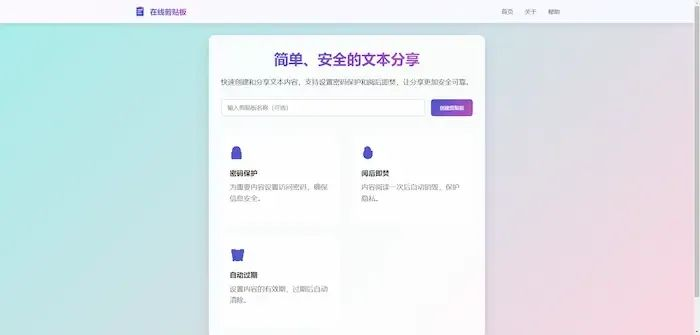 在线剪贴板
首页 关于 帮助
简单、安全的文本分享
快速创建和分享文本内容，支持设置密码保护和阅后即焚，让分享更加安全可靠。
输入剪贴板名称（可选）
创建剪贴板
密码保护
为重要内容设置访问密码，确保
信息安全。
阅后即焚
内容阅读一次后自动销毁，保护
隐私。
自动过期
设置内容的有效期，过期后自动
清除。